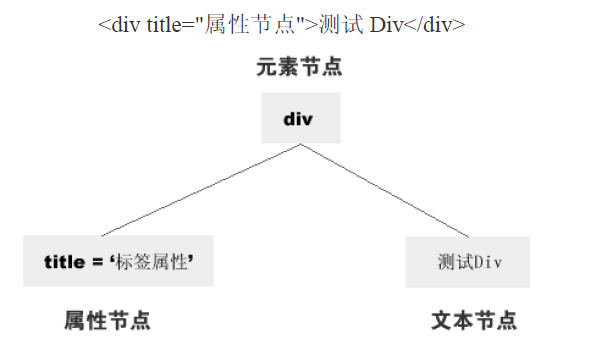 <div title="属性节点">测试 Div</div>
元素节点
div
title = ‘标签属性’
测试Div
属性节点
文本节点